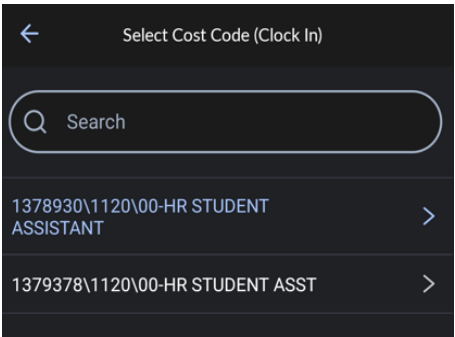 Select Cost Code (Clock In)
Search
1378930\1120\00-HR STUDENT
ASSISTANT
1379378\1120\00-HR STUDENT ASST